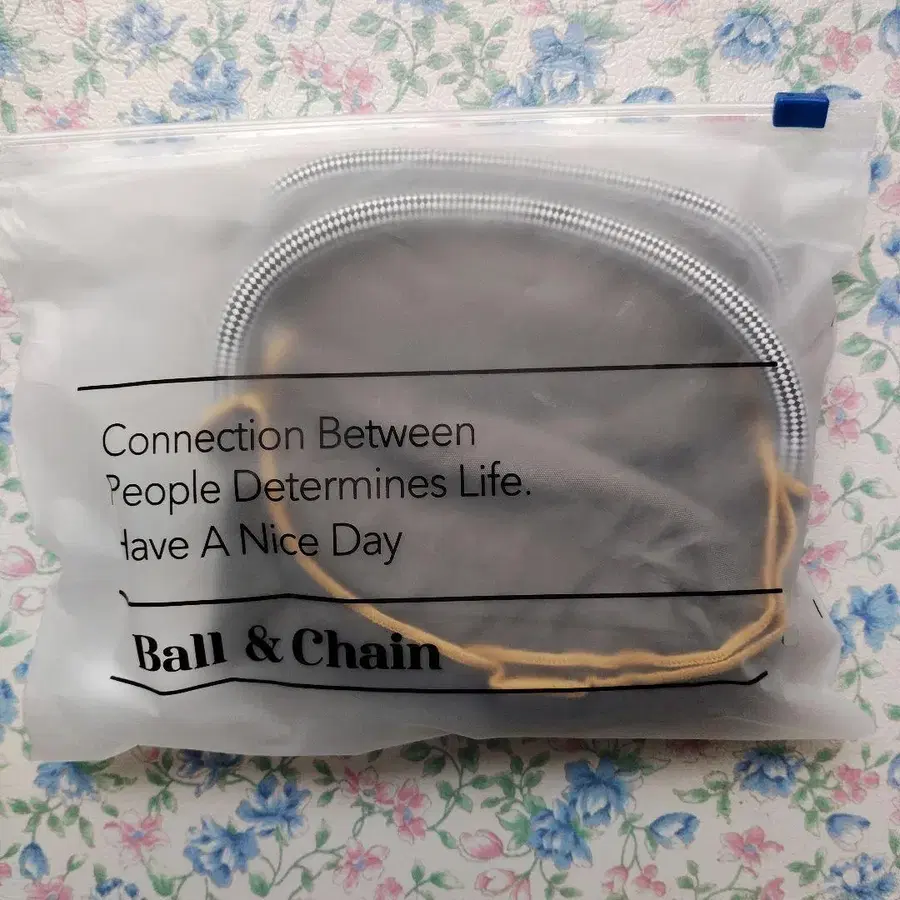 Connection Between
People Determines Life.
Have A Nice Day
Ball & Chain